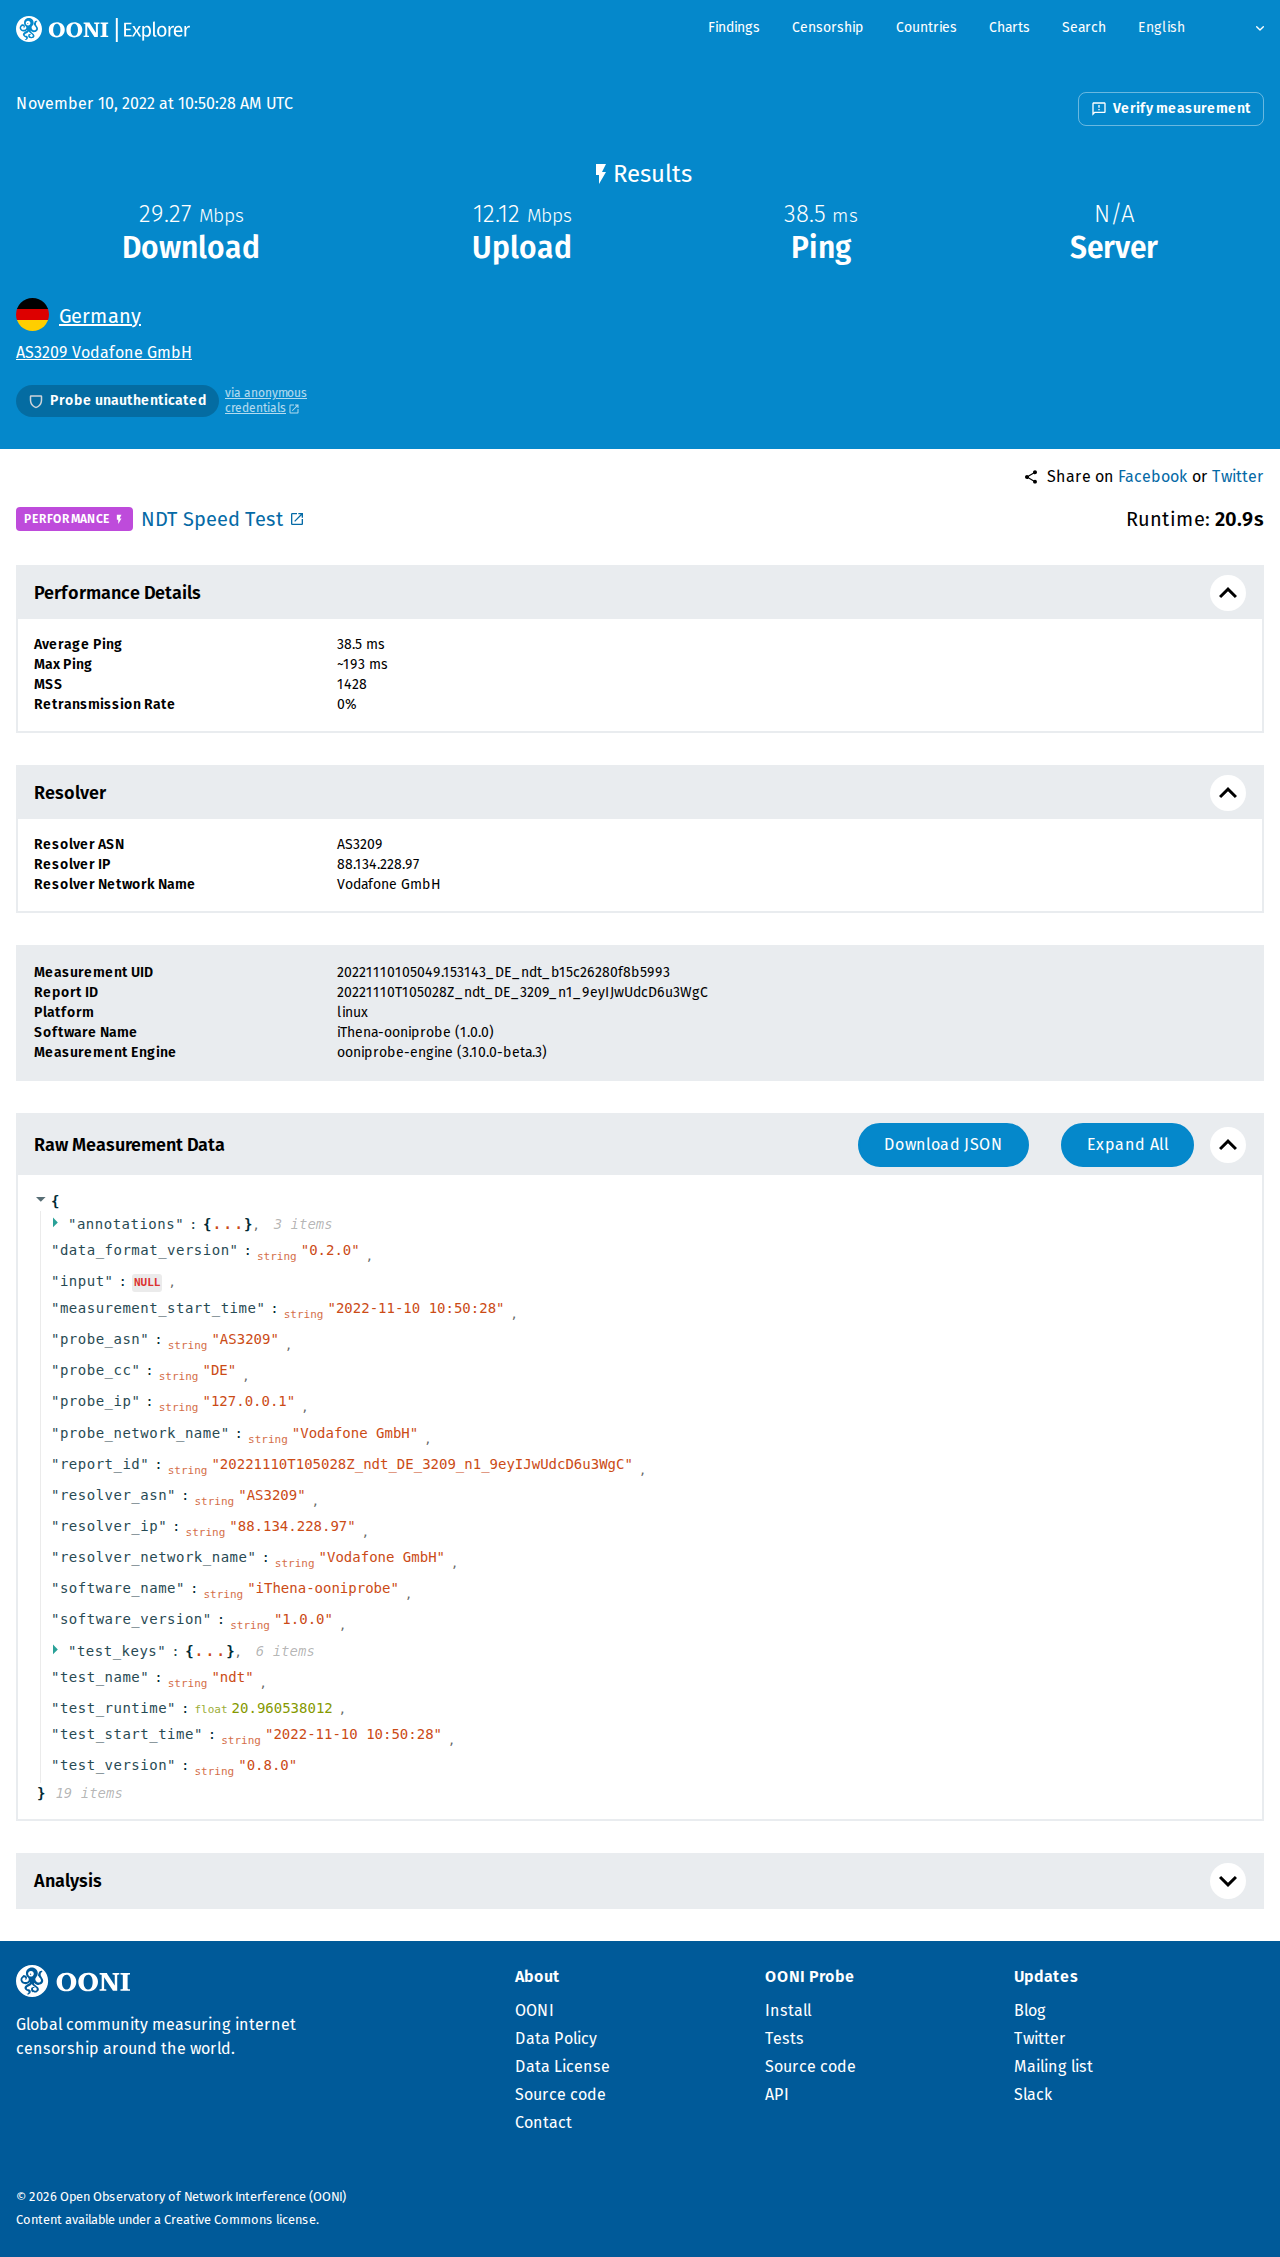 OONI | Explorer
Findings Censorship Countries Charts Search English
November 10, 2022 at 10:50:28 AM UTC
Verify measurement
Results
29.27 Mbps 12.12 Mbps 38.5 ms N/A
Download Upload Ping Server
Germany
AS3209 Vodafone GmbH
Probe unauthenticated via anonymous
credentials
Share on Facebook or Twitter
PERFORMANCE NDT Speed Test Runtime: 20.9s
Performance Details
Average Ping 38.5 ms
Max Ping ~193 ms
MSS 1428
Retransmission Rate 0%
Resolver
Resolver ASN AS3209
Resolver IP 88.134.228.97
Resolver Network Name Vodafone GmbH
Measurement UID 20221110105049.153143_DE_ndt_b15c26280f8b5993
Report ID 20221110T105028Z_ndt_DE_3209_n1_9eyIJwUdcD6u3WgC
Platform linux
Software Name iThena-ooniprobe (1.0.0)
Measurement Engine ooniprobe-engine (3.10.0-beta.3)
Raw Measurement Data Download JSON Expand All
{
"annotations" : {...}, 3 items
"data_format_version" : string "0.2.0" ,
"input" : NULL ,
"measurement_start_time" : string "2022-11-10 10:50:28" ,
"probe_asn" : string "AS3209" ,
"probe_cc" : string "DE" ,
"probe_ip" : string "127.0.0.1" ,
"probe_network_name" : string "Vodafone GmbH" ,
"report_id" : string "20221110T105028Z_ndt_DE_3209_n1_9eyIJwUdcD6u3WgC" ,
"resolver_asn" : string "AS3209" ,
"resolver_ip" : string "88.134.228.97" ,
"resolver_network_name" : string "Vodafone GmbH" ,
"software_name" : string "iThena-ooniprobe" ,
"software_version" : string "1.0.0" ,
"test_keys" : {...}, 6 items
"test_name" : string "ndt" ,
"test_runtime" : float 20.960538012 ,
"test_start_time" : string "2022-11-10 10:50:28" ,
"test_version" : string "0.8.0"
} 19 items
Analysis
OONI
Global community measuring internet
censorship around the world.
About
OONI
Data Policy
Data License
Source code
Contact
OONI Probe
Install
Tests
Source code
API
Updates
Blog
Twitter
Mailing list
Slack
© 2026 Open Observatory of Network Interference (OONI)
Content available under a Creative Commons license.